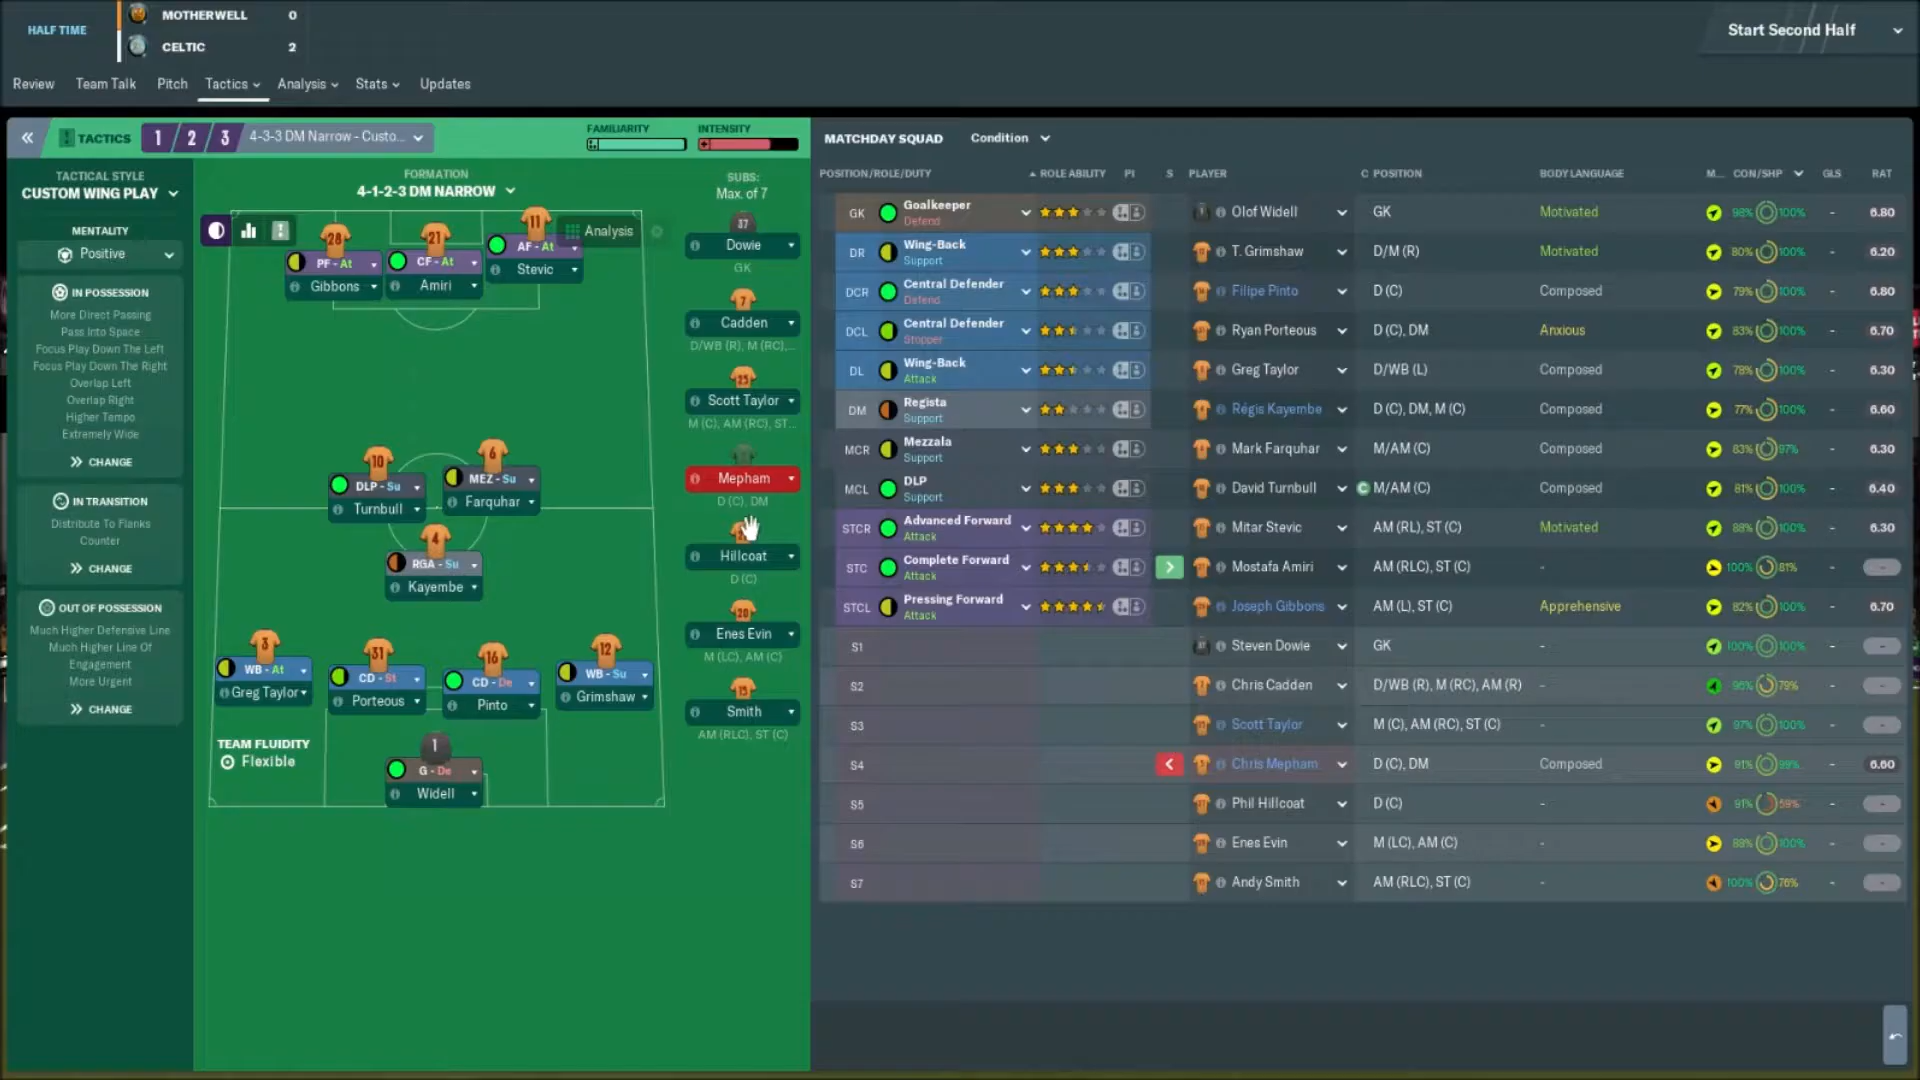 HALF TIME
MOTHERWELL 0
CELTIC 2
Start Second Half
Review Team Talk Pitch Tactics Analysis Stats Updates
TACTICS 1 2 3 4-3-3 DM Narrow - Custo...
FAMILIARITY INTENSITY
TACTICAL STYLE
CUSTOM WING PLAY
MENTALITY
Positive
IN POSSESSION
More Direct Passing
Pass Into Space
Focus Play Down The Left
Focus Play Down The Right
Overlap Left
Overlap Right
Higher Tempo
Extremely Wide
CHANGE
IN TRANSITION
Distribute To Flanks
Counter
CHANGE
OUT OF POSSESSION
Much Higher Defensive Line
Much Higher Line Of
Engagement
More Urgent
CHANGE
FORMATION
4-1-2-3 DM NARROW
Analysis
28
PF - At
Gibbons
21
CF - At
Amiri
11
AF - At
Stevic
10
DLP - Su
Turnbull
6
MEZ - Su
Farquhar
4
RGA - Su
Kayembe
3
WB - At
Greg Taylor
31
CD - St
Porteous
16
CD - De
Pinto
12
WB - Su
Grimshaw
1
G - De
Widell
TEAM FLUIDITY
Flexible
SUBS:
Max. of 7
37
Dowie
GK
7
Cadden
D/WB (R), M (RC),...
Scott Taylor
M (C), AM (RC), ST...
Mepham
D (C), DM
Hillcoat
D (C)
20
Enes Evin
M (LC), AM (C)
Smith
AM (RLC), ST (C)
MATCHDAY SQUAD Condition
POSITION/ROLE/DUTY ROLE ABILITY PI S PLAYER C POSITION BODY LANGUAGE M... CON/SHP GLS RAT
GK Goalkeeper Olof Widell GK Motivated 98% 100% - 6.80
Defend
DR Wing-Back T. Grimshaw D/M (R) Motivated 80% 100% - 6.20
Support
DCR Central Defender Filipe Pinto D (C) Composed 79% 100% - 6.80
Defend
DCL Central Defender Ryan Porteous D (C), DM Anxious 83% 100% - 6.70
Stopper
DL Wing-Back Greg Taylor D/WB (L) Composed 78% 100% - 6.30
Attack
DM Regista Régis Kayembe D (C), DM, M (C) Composed 77% 100% - 6.60
Support
MCR Mezzala Mark Farquhar M/AM (C) Composed 83% 97% - 6.30
Support
MCL DLP David Turnbull C M/AM (C) Composed 81% 100% - 6.40
Support
STCR Advanced Forward Mitar Stevic AM (RL), ST (C) Motivated 88% 100% - 6.30
Attack
STC Complete Forward Mostafa Amiri AM (RLC), ST (C) - 100% 81% - -
Attack
STCL Pressing Forward Joseph Gibbons AM (L), ST (C) Apprehensive 82% 100% - 6.70
Attack
S1 Steven Dowie GK - 100% 100% - -
S2 Chris Cadden D/WB (R), M (RC), AM (R) - 96% 79% - -
S3 Scott Taylor M (C), AM (RC), ST (C) - 97% 100% - -
S4 Chris Mepham D (C), DM Composed 91% 99% - 6.60
S5 Phil Hillcoat D (C) - 91% 59% - -
S6 Enes Evin M (LC), AM (C) - 88% 100% - -
S7 Andy Smith AM (RLC), ST (C) - 100% 76% - -